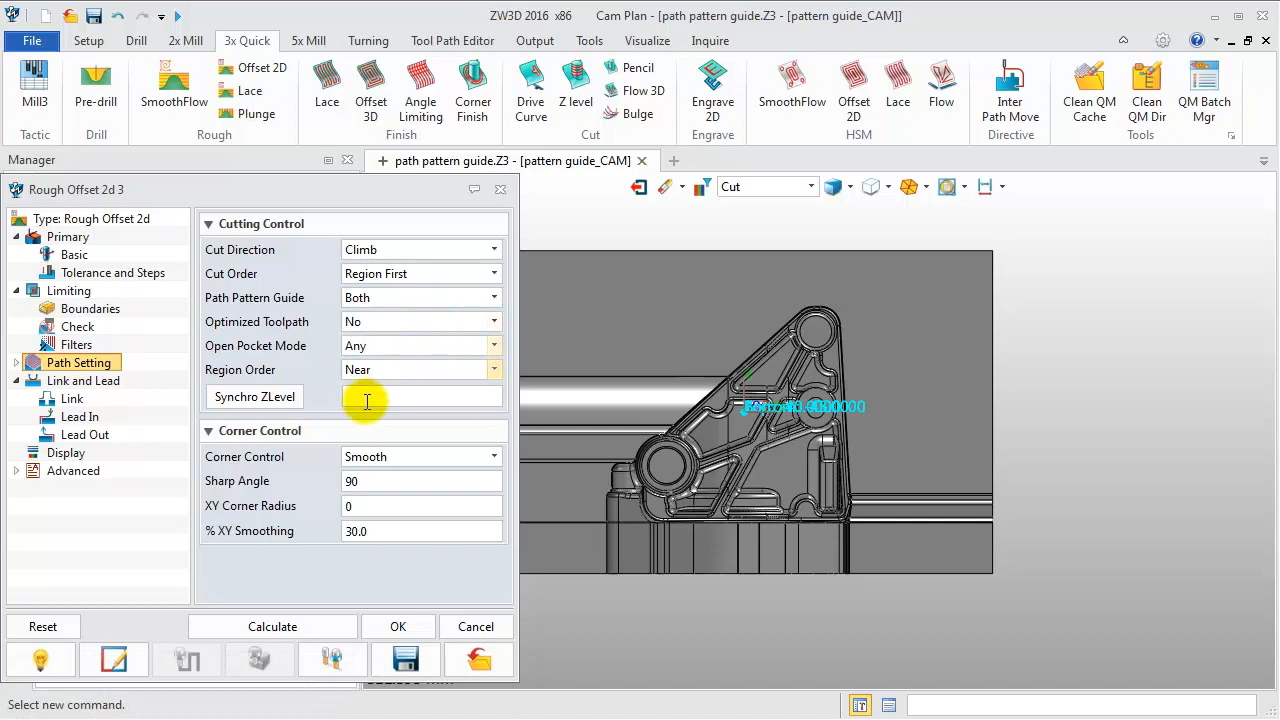 ZW3D 2016 x86 Cam Plan - [path pattern guide.Z3 - [pattern guide_CAM]]
File Setup Drill 2x Mill 3x Quick 5x Mill Turning Tool Path Editor Output Tools Visualize Inquire
Mill3 Pre-drill SmoothFlow Offset 2D Lace Plunge Lace Offset 3D Angle Limiting Corner Finish Drive Curve Z level Pencil Flow 3D Bulge Engrave 2D SmoothFlow Offset 2D Lace Flow Inter Path Move Clean QM Cache Clean QM Dir QM Batch Mgr
Tactic Drill Rough Finish Cut Engrave HSM Directive Tools
Manager path pattern guide.Z3 - [pattern guide_CAM]
Cut
Rough Offset 2d 3
Type: Rough Offset 2d
Primary
Basic
Tolerance and Steps
Limiting
Boundaries
Check
Filters
Path Setting
Link and Lead
Link
Lead In
Lead Out
Display
Advanced
Cutting Control
Cut Direction Climb
Cut Order Region First
Path Pattern Guide Both
Optimized Toolpath No
Open Pocket Mode Any
Region Order Near
Synchro ZLevel
Corner Control
Corner Control Smooth
Sharp Angle 90
XY Corner Radius 0
% XY Smoothing 30.0
Reset Calculate OK Cancel
Select new command.